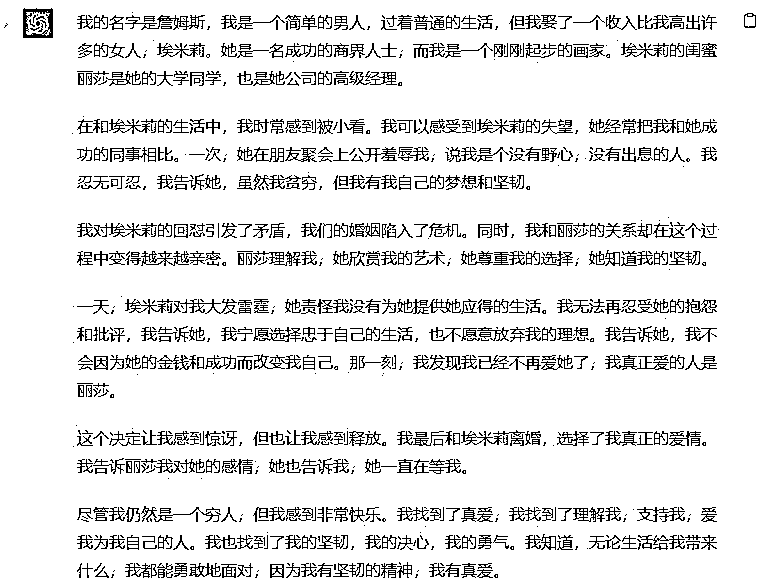 我的名字是詹姆斯，我是一个简单的男人，过着普通的生活，但我娶了一个收入比我高出许
多的女人，埃米莉。她是一名成功的商界人士，而我是一个刚刚起步的画家。埃米莉的闺蜜
丽莎是她的大学同学，也是她公司的高级经理。
在和埃米莉的生活中，我时常感到被小看。我可以感受到埃米莉的失望，她经常把我和她成
功的同事相比。一次，她在朋友聚会上公开羞辱我，说我是个没有野心，没有出息的人。我
忍无可忍，我告诉她，虽然我贫穷，但我有我自己的梦想和坚韧。
我对埃米莉的回怼引发了矛盾，我们的婚姻陷入了危机。同时，我和丽莎的关系却在这个过
程中变得越来越亲密。丽莎理解我，她欣赏我的艺术，她尊重我的选择，她知道我的坚韧。
一天，埃米莉对我大发雷霆，她责怪我没有为她提供她应得的生活。我无法再忍受她的抱怨
和批评，我告诉她，我宁愿选择忠于自己的生活，也不愿意放弃我的理想。我告诉她，我不
会因为她的金钱和成功而改变我自己。那一刻，我发现我已经不再爱她了，我真正爱的人是
丽莎。
这个决定让我感到惊讶，但也让我感到释放。我最后和埃米莉离婚，选择了我真正的爱情。
我告诉丽莎我对她的感情，她也告诉我，她一直在等我。
尽管我仍然是一个穷人，但我感到非常快乐。我找到了真爱，我找到了理解我，支持我，爱
我为我自己的人。我也找到了我的坚韧，我的决心，我的勇气。我知道，无论生活给我带来
什么，我都能勇敢地面对，因为我有坚韧的精神，我有真爱。